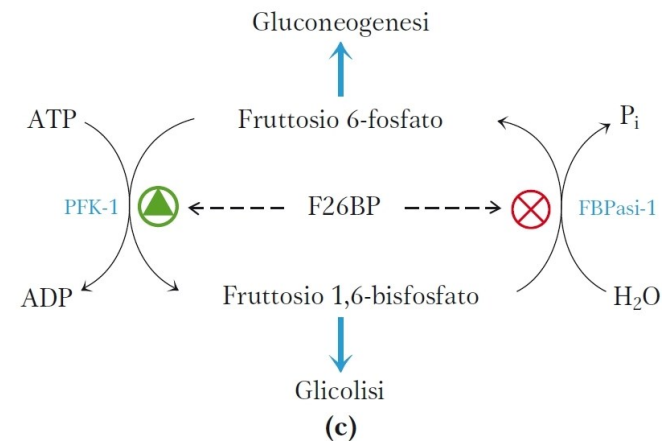 Gluconeogenesi
ATP
Fruttosio 6-fosfato
Pi
PFK-1
F26BP
FBPasi-1
ADP
Fruttosio 1,6-bisfosfato
H2O
Glicolisi
(c)